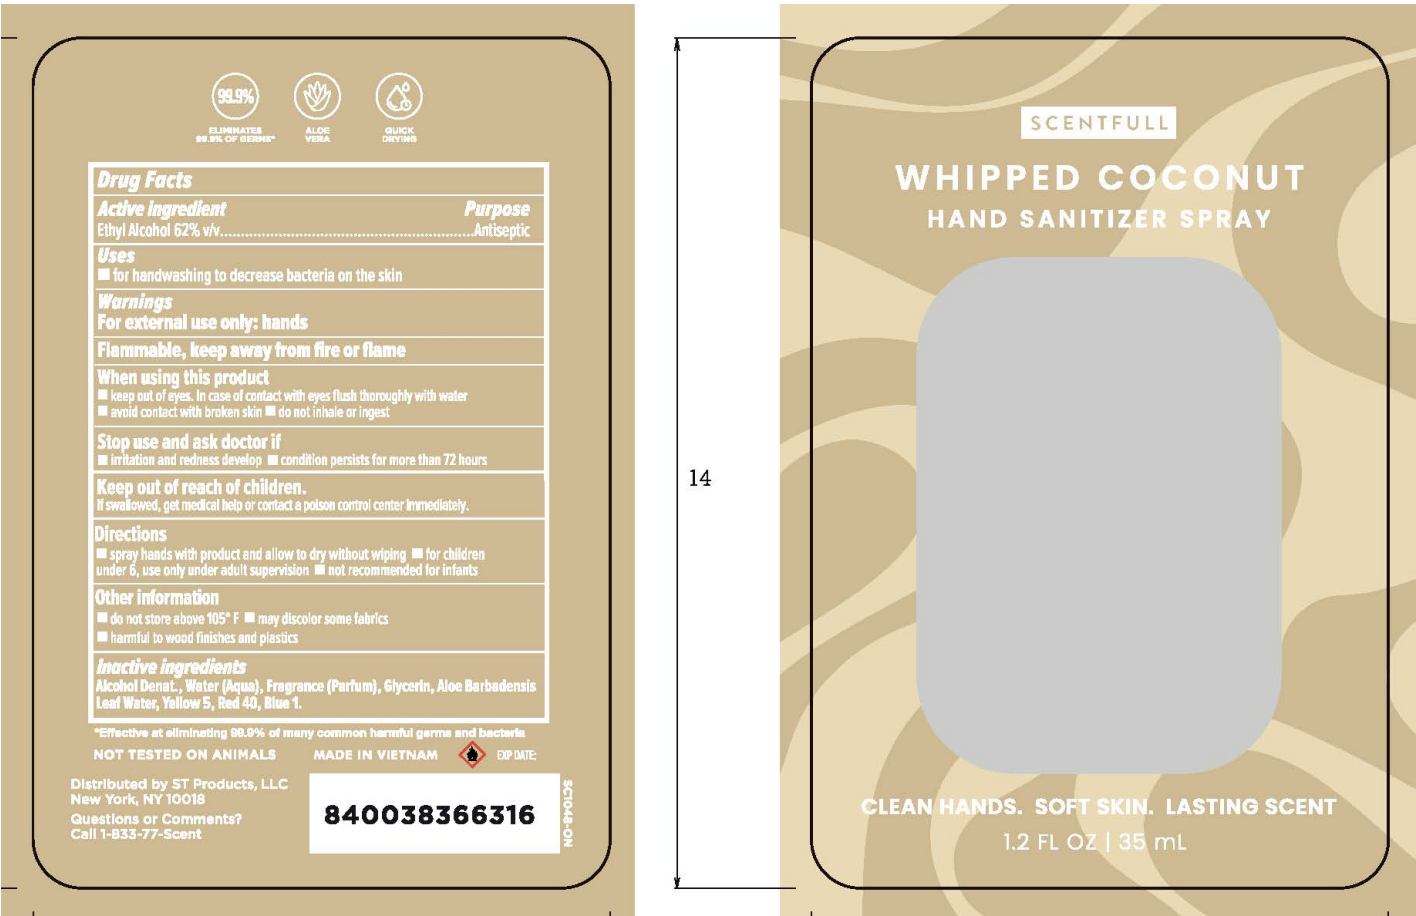 99.9%
ELIMINATES
99.9% OF GERMS*
ALOE
VERA
QUICK
DRYING
Drug Facts
Active ingredient Purpose
Ethyl Alcohol 62% v/v.............................................................Antiseptic
Uses
■ for handwashing to decrease bacteria on the skin
Warnings
For external use only: hands
Flammable, keep away from fire or flame
When using this product
■ keep out of eyes. In case of contact with eyes flush thoroughly with water
■ avoid contact with broken skin ■ do not inhale or ingest
Stop use and ask doctor if
■ irritation and redness develop ■ condition persists for more than 72 hours
Keep out of reach of children.
If swallowed, get medical help or contact a poison control center immediately.
Directions
■ spray hands with product and allow to dry without wiping ■ for children
under 6, use only under adult supervision ■ not recommended for infants
Other information
■ do not store above 105° F ■ may discolor some fabrics
■ harmful to wood finishes and plastics
Inactive ingredients
Alcohol Denat., Water (Aqua), Fragrance (Parfum), Glycerin, Aloe Barbadensis
Leaf Water, Yellow 5, Red 40, Blue 1.
*Effective at eliminating 99.9% of many common harmful germs and bacteria
NOT TESTED ON ANIMALS MADE IN VIETNAM EXP DATE:
Distributed by ST Products, LLC
New York, NY 10018
Questions or Comments?
Call 1-833-77-Scent
840038366316
SC1048-ON
14
SCENTFULL
WHIPPED COCONUT
HAND SANITIZER SPRAY
CLEAN HANDS. SOFT SKIN. LASTING SCENT
1.2 FL OZ | 35 mL